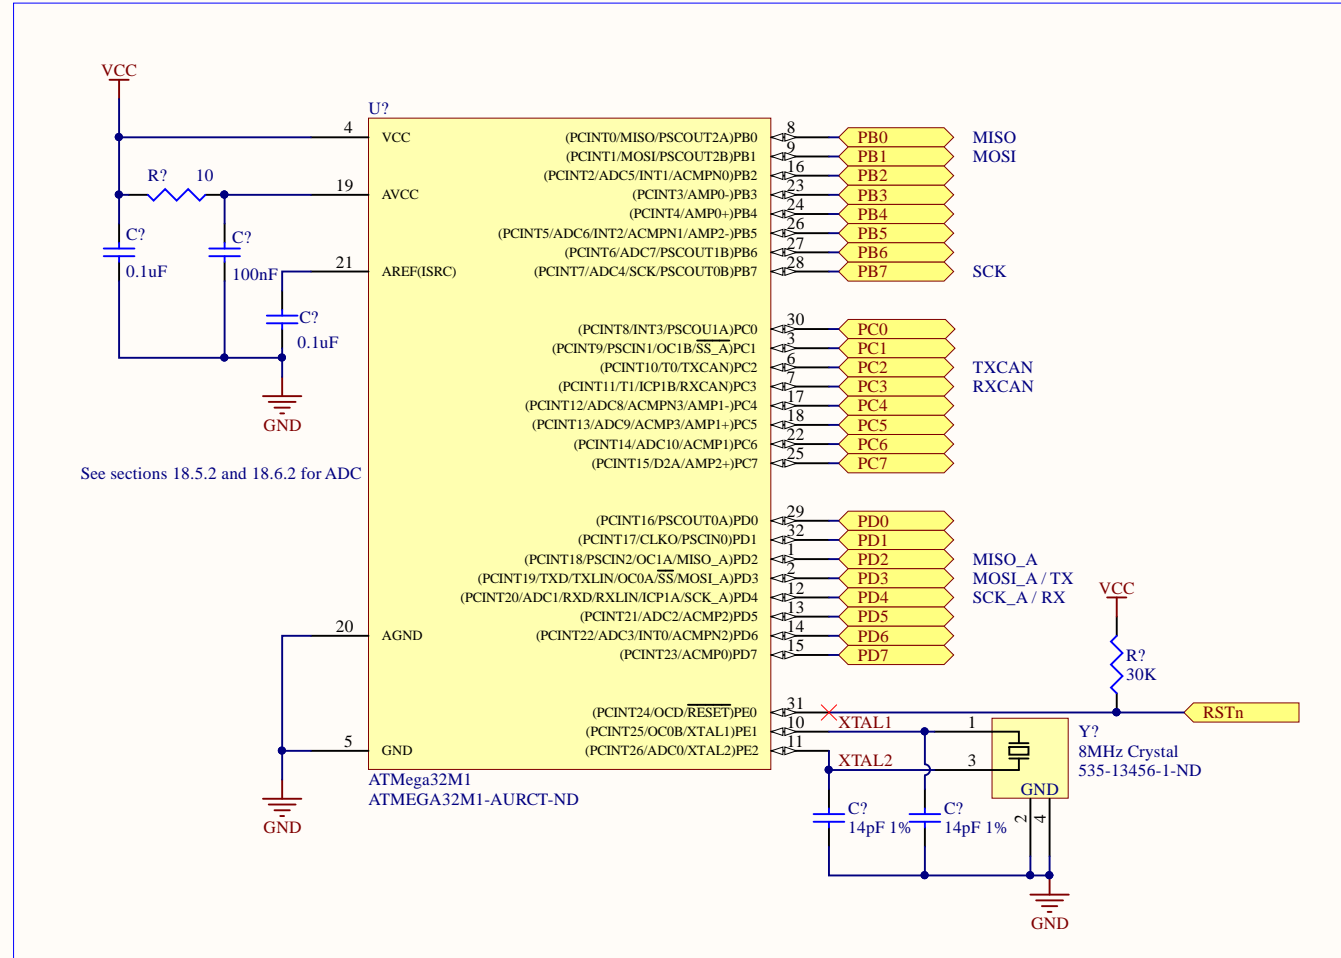 VCC
U?
4 VCC
R? 10
19 AVCC
C?
0.1uF
C?
100nF
21 AREF(ISRC)
C?
0.1uF
GND
See sections 18.5.2 and 18.6.2 for ADC
20 AGND
5 GND
GND
(PCINT0/MISO/PSCOUT2A)PB0 8 PB0 MISO
(PCINT1/MOSI/PSCOUT2B)PB1 9 PB1 MOSI
(PCINT2/ADC5/INT1/ACMPN0)PB2 16 PB2
(PCINT3/AMP0-)PB3 23 PB3
(PCINT4/AMP0+)PB4 24 PB4
(PCINT5/ADC6/INT2/ACMPN1/AMP2-)PB5 26 PB5
(PCINT6/ADC7/PSCOUT1B)PB6 27 PB6
(PCINT7/ADC4/SCK/PSCOUT0B)PB7 28 PB7 SCK
(PCINT8/INT3/PSCOU1A)PC0 30 PC0
(PCINT9/PSCIN1/OC1B/SS_A)PC1 3 PC1
(PCINT10/T0/TXCAN)PC2 6 PC2 TXCAN
(PCINT11/T1/ICP1B/RXCAN)PC3 7 PC3 RXCAN
(PCINT12/ADC8/ACMPN3/AMP1-)PC4 17 PC4
(PCINT13/ADC9/ACMP3/AMP1+)PC5 18 PC5
(PCINT14/ADC10/ACMP1)PC6 22 PC6
(PCINT15/D2A/AMP2+)PC7 25 PC7
(PCINT16/PSCOUT0A)PD0 29 PD0
(PCINT17/CLKO/PSCIN0)PD1 32 PD1
(PCINT18/PSCIN2/OC1A/MISO_A)PD2 1 PD2 MISO_A
(PCINT19/TXD/TXLIN/OC0A/SS/MOSI_A)PD3 2 PD3 MOSI_A / TX
(PCINT20/ADC1/RXD/RXLIN/ICP1A/SCK_A)PD4 12 PD4 SCK_A / RX
(PCINT21/ADC2/ACMP2)PD5 13 PD5
(PCINT22/ADC3/INT0/ACMPN2)PD6 14 PD6
(PCINT23/ACMP0)PD7 15 PD7
(PCINT24/OCD/RESET)PE0 31
(PCINT25/OC0B/XTAL1)PE1 10 XTAL1 1
(PCINT26/ADC0/XTAL2)PE2 11 XTAL2 3
ATMega32M1
ATMEGA32M1-AURCT-ND
VCC
R?
30K
RSTn
Y?
8MHz Crystal
535-13456-1-ND
GND
2 4
C?
14pF 1%
C?
14pF 1%
GND